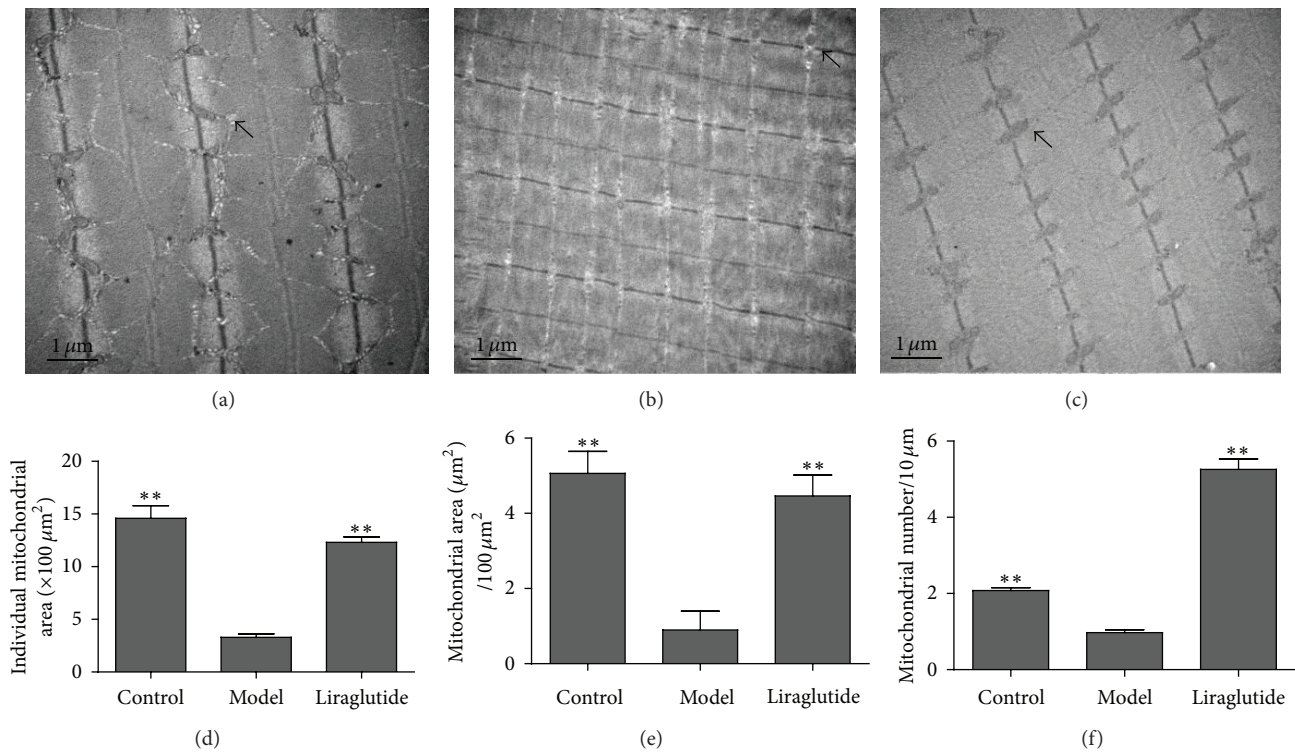 1 μm
1 μm
1 μm
(a)
(b)
(c)
Individual mitochondrial
area (×100 μm²)
20
15
10
5
0
**
**
Control Model Liraglutide
(d)
Mitochondrial area (μm²)
/100 μm²
6
4
2
0
**
**
Control Model Liraglutide
(e)
Mitochondrial number/10 μm
6
4
2
0
**
**
Control Model Liraglutide
(f)